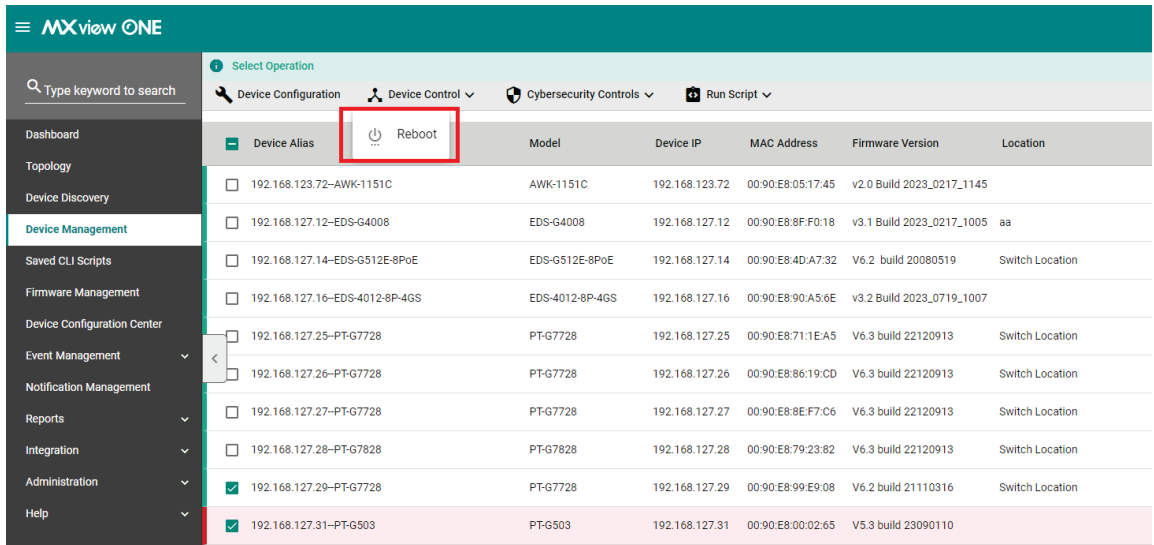 MXview ONE
Type keyword to search
Dashboard
Topology
Device Discovery
Device Management
Saved CLI Scripts
Firmware Management
Device Configuration Center
Event Management
Notification Management
Reports
Integration
Administration
Help
Select Operation
Device Configuration Device Control Cybersecurity Controls Run Script
Reboot
Device Alias Model Device IP MAC Address Firmware Version Location
192.168.123.72--AWK-1151C AWK-1151C 192.168.123.72 00:90:E8:05:17:45 v2.0 Build 2023_0217_1145
192.168.127.12--EDS-G4008 EDS-G4008 192.168.127.12 00:90:E8:8F:F0:18 v3.1 Build 2023_0217_1005 aa
192.168.127.14--EDS-G512E-8PoE EDS-G512E-8PoE 192.168.127.14 00:90:E8:4D:A7:32 V6.2 build 20080519 Switch Location
192.168.127.16--EDS-4012-8P-4GS EDS-4012-8P-4GS 192.168.127.16 00:90:E8:90:A5:6E v3.2 Build 2023_0719_1007
192.168.127.25--PT-G7728 PT-G7728 192.168.127.25 00:90:E8:71:1E:A5 V6.3 build 22120913 Switch Location
192.168.127.26--PT-G7728 PT-G7728 192.168.127.26 00:90:E8:86:19:CD V6.3 build 22120913 Switch Location
192.168.127.27--PT-G7728 PT-G7728 192.168.127.27 00:90:E8:8E:F7:C6 V6.3 build 22120913 Switch Location
192.168.127.28--PT-G7828 PT-G7828 192.168.127.28 00:90:E8:79:23:82 V6.3 build 22120913 Switch Location
192.168.127.29--PT-G7728 PT-G7728 192.168.127.29 00:90:E8:99:E9:08 V6.2 build 21110316 Switch Location
192.168.127.31--PT-G503 PT-G503 192.168.127.31 00:90:E8:00:02:65 V5.3 build 23090110